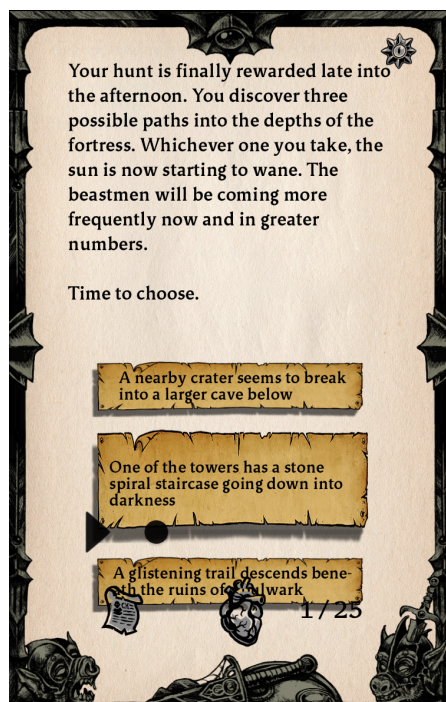 Your hunt is finally rewarded late into
the afternoon. You discover three
possible paths into the depths of the
fortress. Whichever one you take, the
sun is now starting to wane. The
beastmen will be coming more
frequently now and in greater
numbers.
Time to choose.
A nearby crater seems to break
into a larger cave below
One of the towers has a stone
spiral staircase going down into
darkness
A glistening trail descends bene-
ath the ruins of
1 / 25